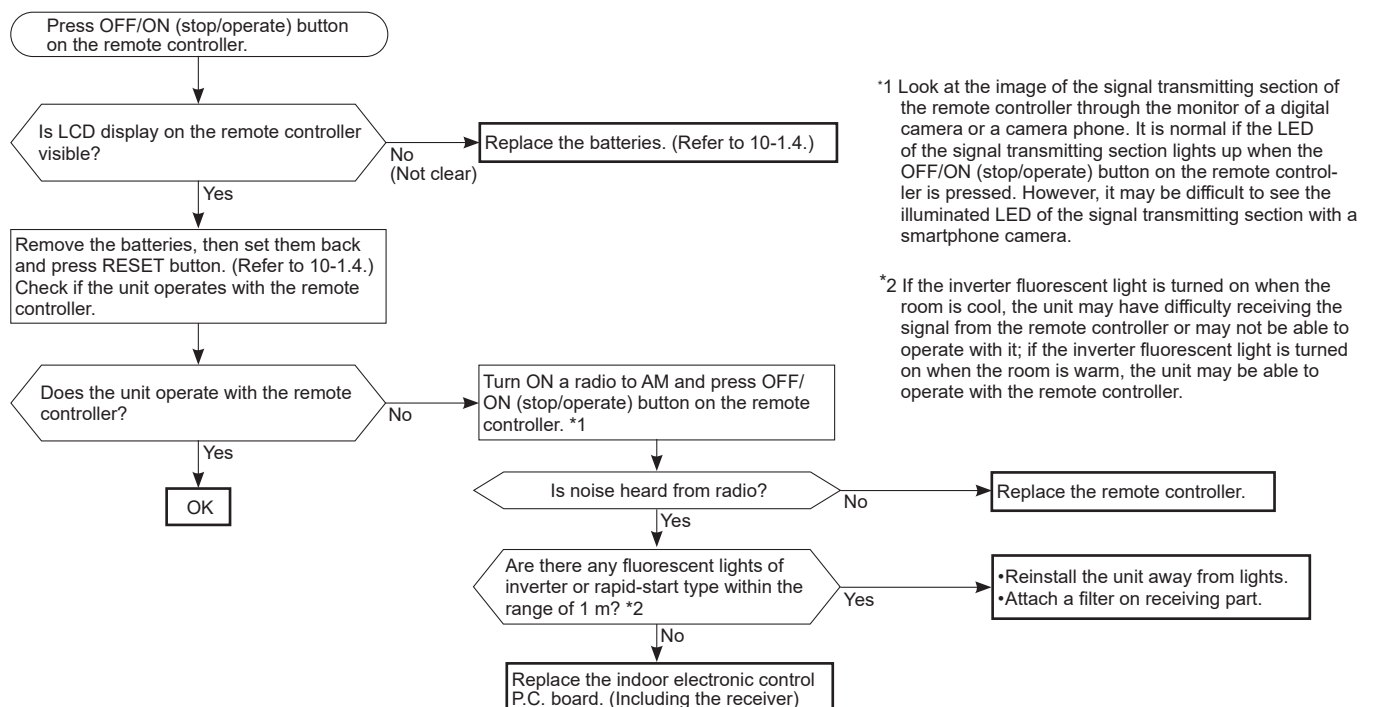 Press OFF/ON (stop/operate) button
on the remote controller.
Is LCD display on the remote controller
visible?
No
(Not clear)
Replace the batteries. (Refer to 10-1.4.)
Yes
Remove the batteries, then set them back
and press RESET button. (Refer to 10-1.4.)
Check if the unit operates with the remote
controller.
Does the unit operate with the remote
controller?
No
Yes
OK
Turn ON a radio to AM and press OFF/
ON (stop/operate) button on the remote
controller. *1
Is noise heard from radio?
No
Replace the remote controller.
Yes
Are there any fluorescent lights of
inverter or rapid-start type within the
range of 1 m? *2
Yes
•Reinstall the unit away from lights.
•Attach a filter on receiving part.
No
Replace the indoor electronic control
P.C. board. (Including the receiver)
*1 Look at the image of the signal transmitting section of
the remote controller through the monitor of a digital
camera or a camera phone. It is normal if the LED
of the signal transmitting section lights up when the
OFF/ON (stop/operate) button on the remote control-
ler is pressed. However, it may be difficult to see the
illuminated LED of the signal transmitting section with a
smartphone camera.
*2 If the inverter fluorescent light is turned on when the
room is cool, the unit may have difficulty receiving the
signal from the remote controller or may not be able to
operate with it; if the inverter fluorescent light is turned
on when the room is warm, the unit may be able to
operate with the remote controller.